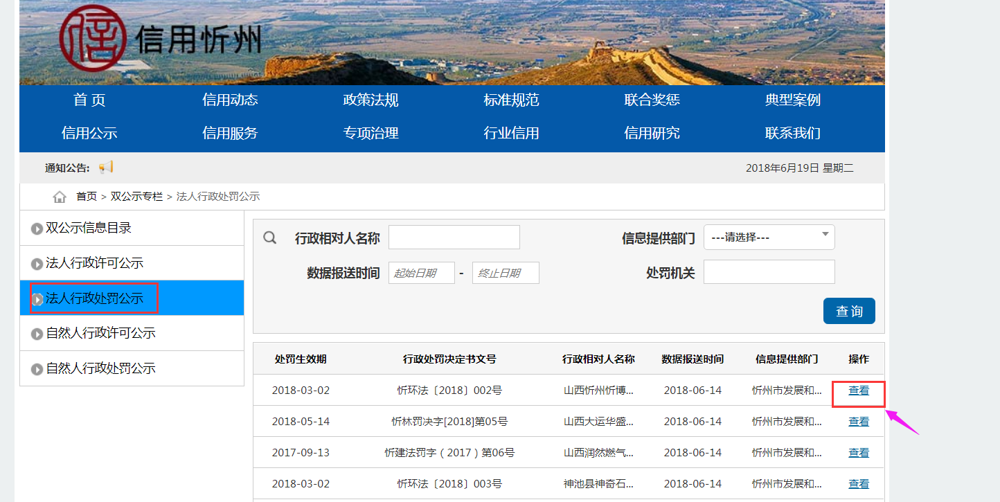 信 信用忻州
首 页 信用动态 政策法规 标准规范 联合奖惩 典型案例
信用公示 信用服务 专项治理 行业信用 信用研究 联系我们
通知公告: 2018年6月19日 星期二
首页 > 双公示专栏 > 法人行政处罚公示
双公示信息目录
法人行政许可公示
法人行政处罚公示
自然人行政许可公示
自然人行政处罚公示
行政相对人名称 信息提供部门 ---请选择---
数据报送时间 起始日期 - 终止日期 处罚机关
查 询
处罚生效期 行政处罚决定书文号 行政相对人名称 数据报送时间 信息提供部门 操作
2018-03-02 忻环法〔2018〕002号 山西忻州忻博... 2018-06-14 忻州市发展和... 查看
2018-05-14 忻林罚决字[2018]第05号 山西大运华盛... 2018-06-14 忻州市发展和... 查看
2017-09-13 忻建法罚字（2017）第06号 山西润然燃气... 2018-06-14 忻州市发展和... 查看
2018-03-02 忻环法〔2018〕003号 神池县神奇石... 2018-06-14 忻州市发展和... 查看